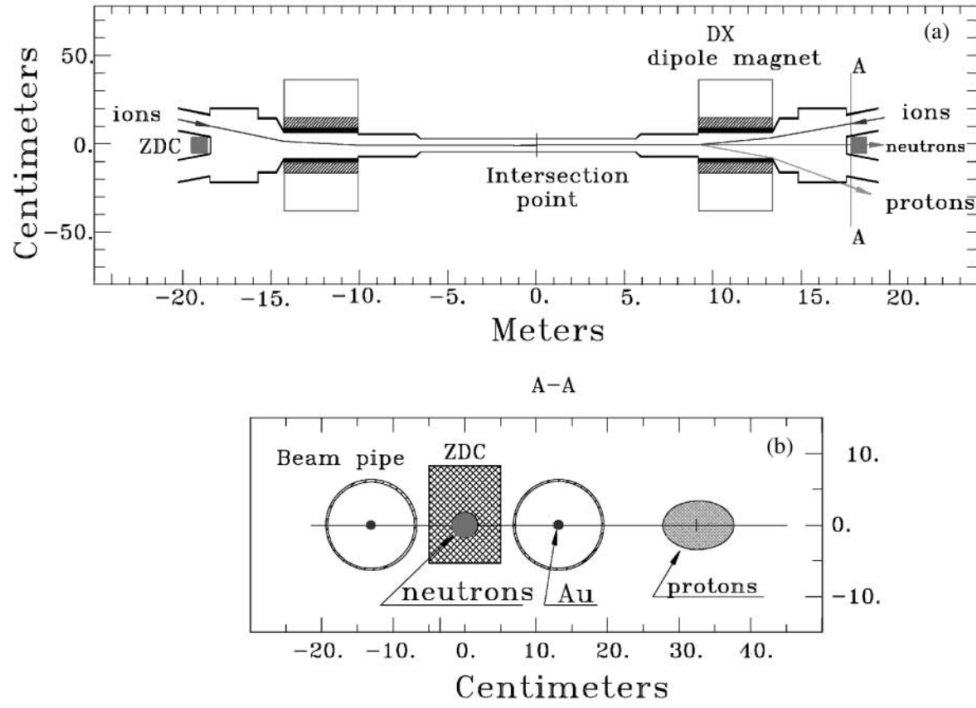 (a)
DX
dipole magnet
A
ions
ions
ZDC
neutrons
Intersection
point
protons
A
Centimeters
50.
0.
-50.
-20. -15. -10. -5. 0. 5. 10. 15. 20.
Meters
A-A
(b)
Beam pipe
ZDC
10.
0.
-10.
neutrons
Au
protons
-20. -10. 0. 10. 20. 30. 40.
Centimeters